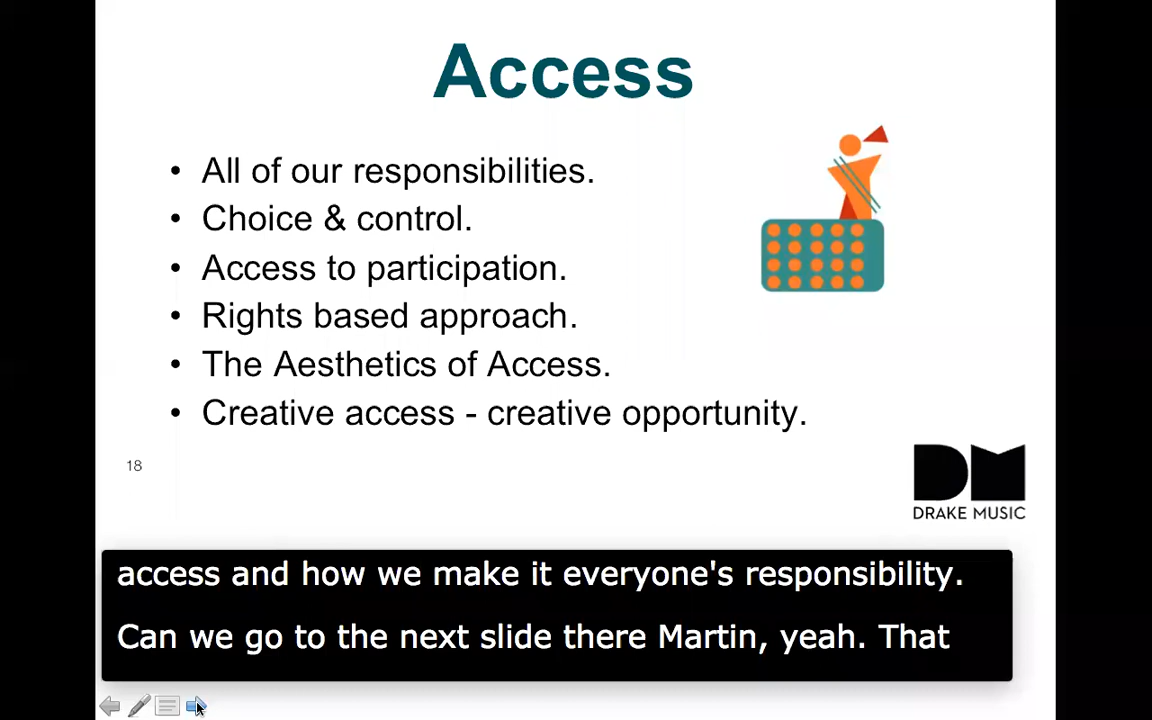 Access
• All of our responsibilities.
• Choice & control.
• Access to participation.
• Rights based approach.
• The Aesthetics of Access.
• Creative access - creative opportunity.
18
DM
DRAKE MUSIC
access and how we make it everyone's responsibility.
Can we go to the next slide there Martin, yeah. That